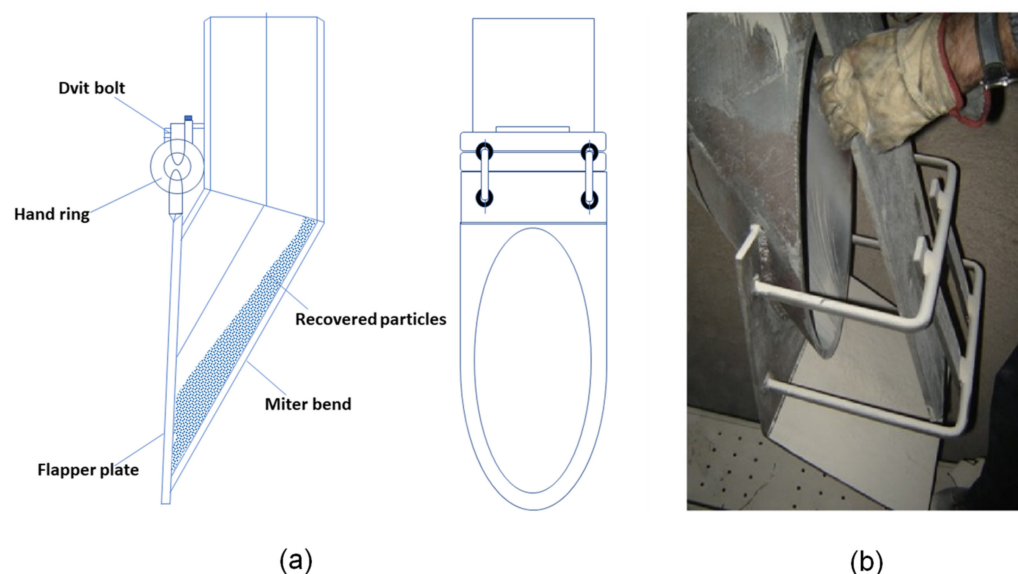 Dvit bolt
Hand ring
Recovered particles
Miter bend
Flapper plate
(a)
(b)